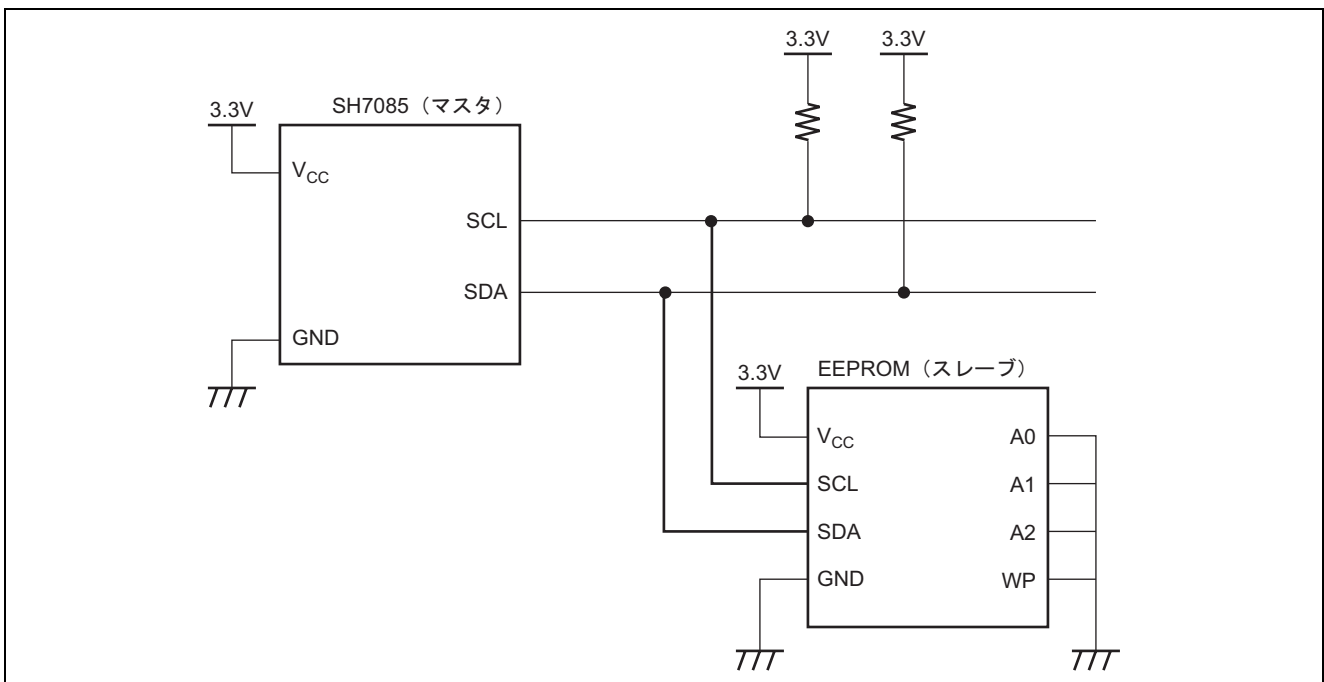 3.3V
3.3V
3.3V
SH7085（マスタ）
VCC
SCL
SDA
GND
3.3V
EEPROM（スレーブ）
VCC
A0
SCL
A1
SDA
A2
GND
WP